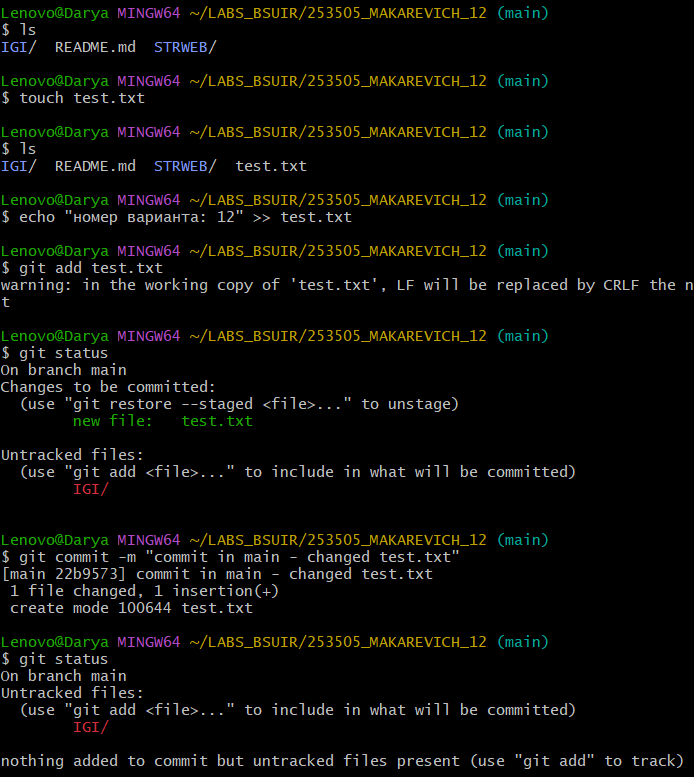 Lenovo@Darya MINGW64 ~/LABS_BSUIR/253505_MAKAREVICH_12 (main)
$ ls
IGI/  README.md  STRWEB/
Lenovo@Darya MINGW64 ~/LABS_BSUIR/253505_MAKAREVICH_12 (main)
$ touch test.txt
Lenovo@Darya MINGW64 ~/LABS_BSUIR/253505_MAKAREVICH_12 (main)
$ ls
IGI/  README.md  STRWEB/  test.txt
Lenovo@Darya MINGW64 ~/LABS_BSUIR/253505_MAKAREVICH_12 (main)
$ echo "номер варианта: 12" >> test.txt
Lenovo@Darya MINGW64 ~/LABS_BSUIR/253505_MAKAREVICH_12 (main)
$ git add test.txt
warning: in the working copy of 'test.txt', LF will be replaced by CRLF the n
t
Lenovo@Darya MINGW64 ~/LABS_BSUIR/253505_MAKAREVICH_12 (main)
$ git status
On branch main
Changes to be committed:
  (use "git restore --staged <file>..." to unstage)
        new file:   test.txt
Untracked files:
  (use "git add <file>..." to include in what will be committed)
        IGI/
Lenovo@Darya MINGW64 ~/LABS_BSUIR/253505_MAKAREVICH_12 (main)
$ git commit -m "commit in main - changed test.txt"
[main 22b9573] commit in main - changed test.txt
 1 file changed, 1 insertion(+)
 create mode 100644 test.txt
Lenovo@Darya MINGW64 ~/LABS_BSUIR/253505_MAKAREVICH_12 (main)
$ git status
On branch main
Untracked files:
  (use "git add <file>..." to include in what will be committed)
        IGI/
nothing added to commit but untracked files present (use "git add" to track)